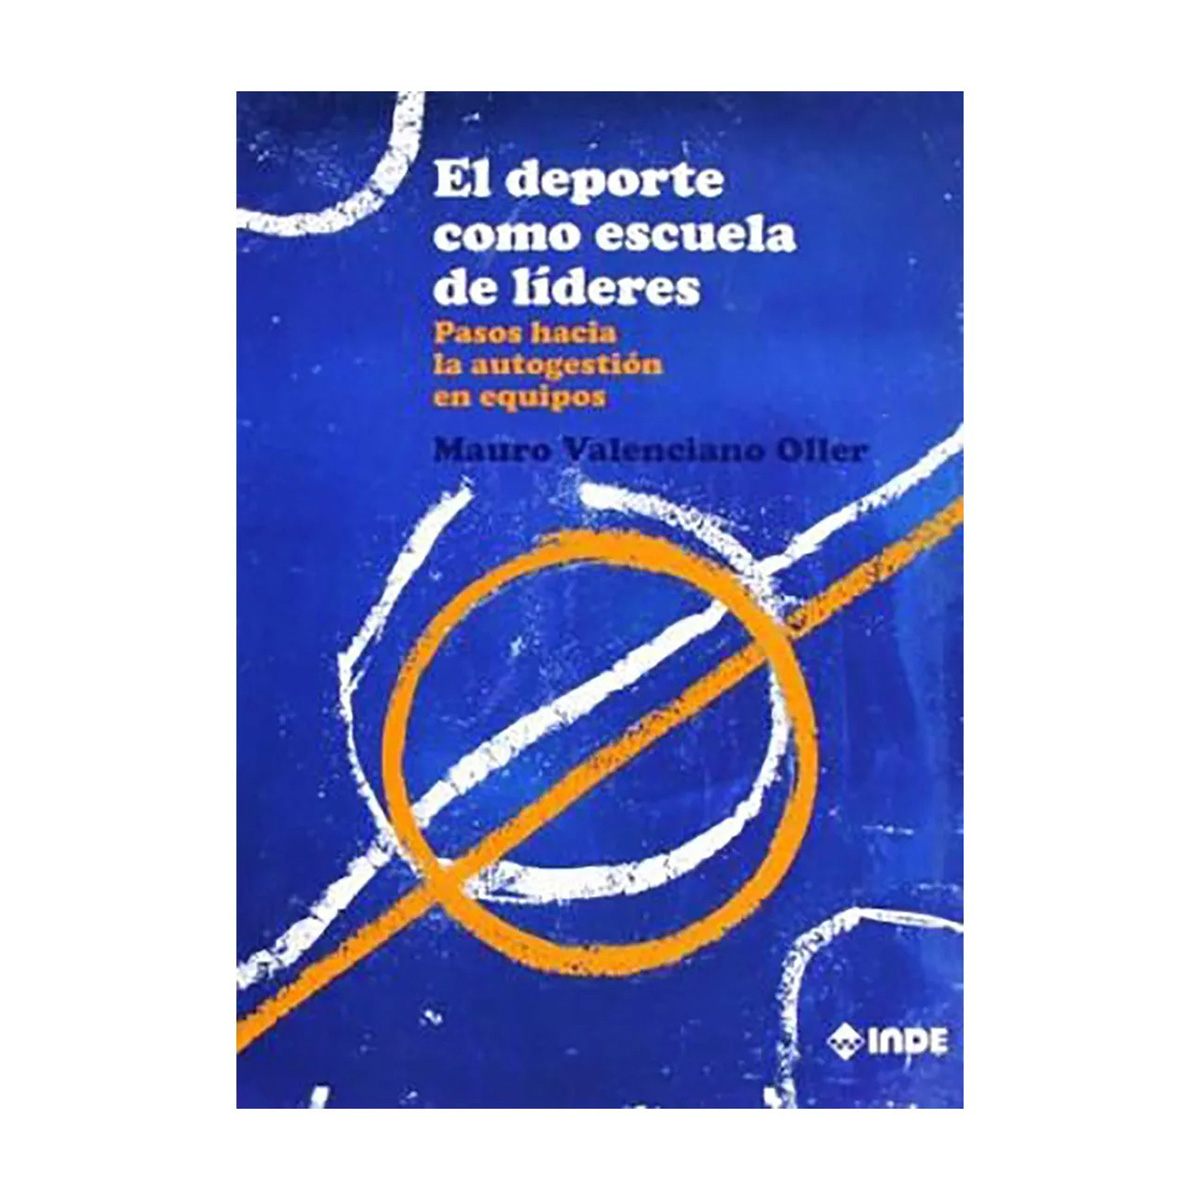 El deporte
como escuela
de líderes
Pasos hacia
la autogestión
en equipos
Mauro Valenciano Oller
INDE